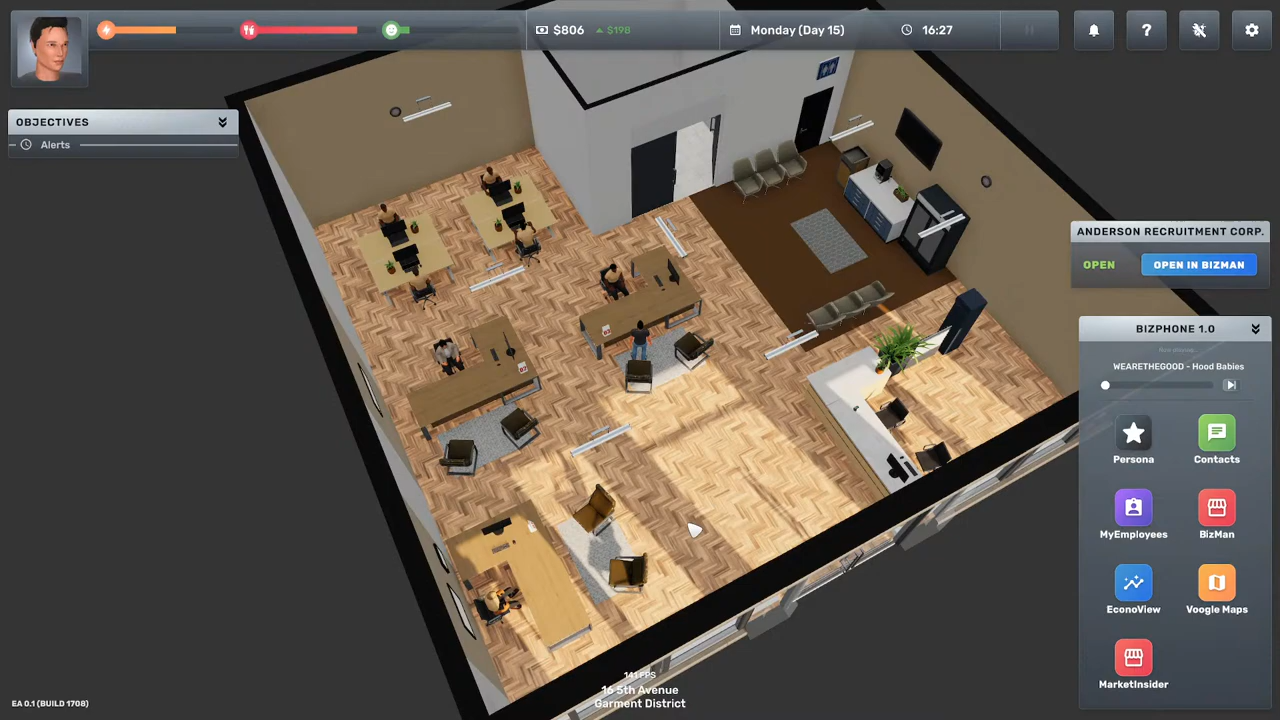 $806
$198
Monday (Day 15)
16:27
?
OBJECTIVES
Alerts
ANDERSON RECRUITMENT CORP.
OPEN
OPEN IN BIZMAN
BIZPHONE 1.0
WEARETHEGOOD - Hood Babies
Persona
Contacts
MyEmployees
BizMan
EconoView
Voogle Maps
MarketInsider
141 FPS
16 5th Avenue
Garment District
EA 0.1 (BUILD 1708)